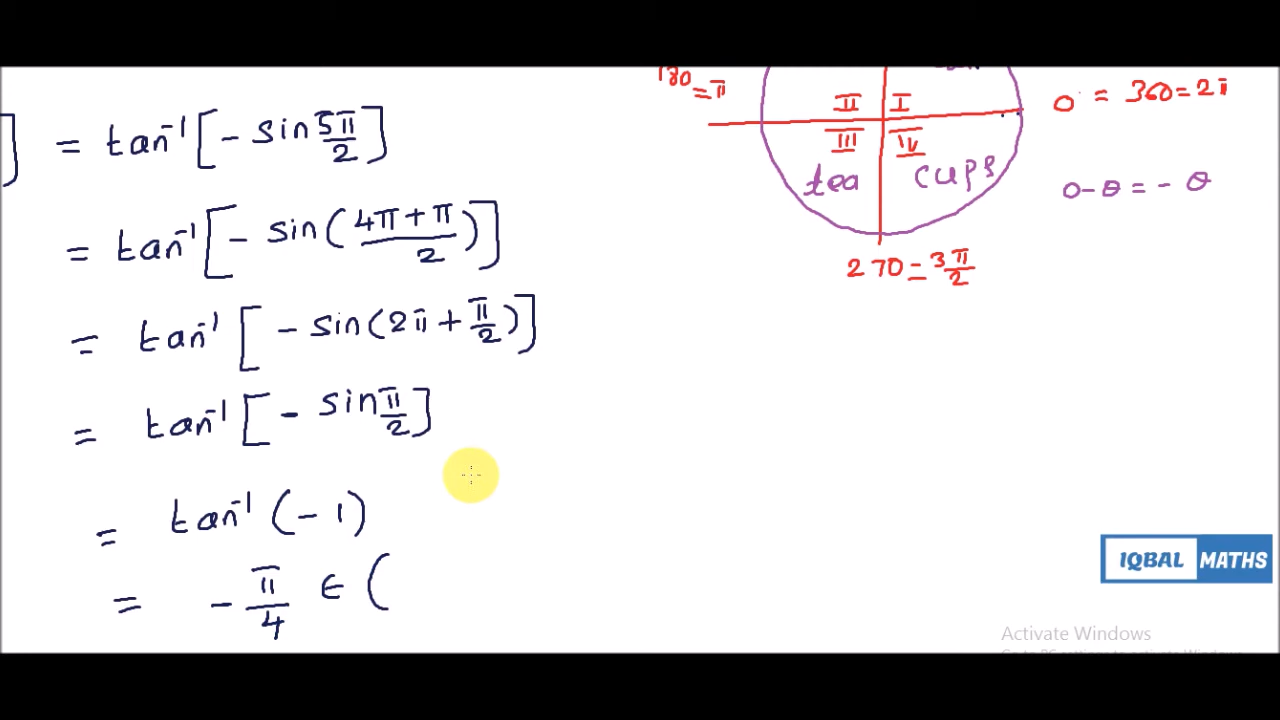 ] = tan⁻¹[- sin 5π/2]
= tan⁻¹[- sin(4π+π/2)]
= tan⁻¹[- sin(2π+π/2)]
= tan⁻¹[- sin π/2]
= tan⁻¹(-1)
= -π/4 ∈ (
180=π
II I
0 = 360=2π
III IV
tea cups
0-θ=-θ
270=3π/2
IQBAL MATHS
Activate Windows